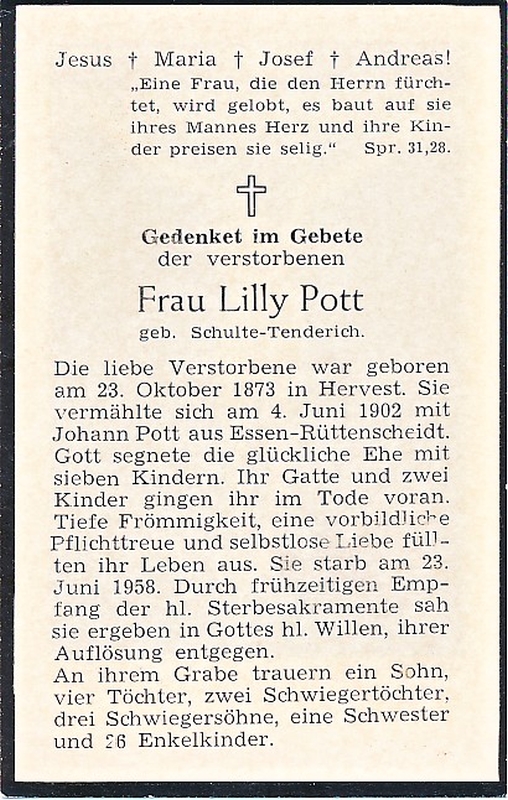 Jesus † Maria † Josef † Andreas!
„Eine Frau, die den Herrn fürch-
tet, wird gelobt, es baut auf sie
ihres Mannes Herz und ihre Kin-
der preisen sie selig.“ Spr. 31,28.
Gedenket im Gebete
der verstorbenen
Frau Lilly Pott
geb. Schulte-Tenderich.
Die liebe Verstorbene war geboren
am 23. Oktober 1873 in Hervest. Sie
vermählte sich am 4. Juni 1902 mit
Johann Pott aus Essen-Rüttenscheidt.
Gott segnete die glückliche Ehe mit
sieben Kindern. Ihr Gatte und zwei
Kinder gingen ihr im Tode voran.
Tiefe Frömmigkeit, eine vorbildliche
Pflichttreue und selbstlose Liebe füll-
ten ihr Leben aus. Sie starb am 23.
Juni 1958. Durch frühzeitigen Emp-
fang der hl. Sterbesakramente sah
sie ergeben in Gottes hl. Willen, ihrer
Auflösung entgegen.
An ihrem Grabe trauern ein Sohn,
vier Töchter, zwei Schwiegertöchter,
drei Schwiegersöhne, eine Schwester
und 26 Enkelkinder.